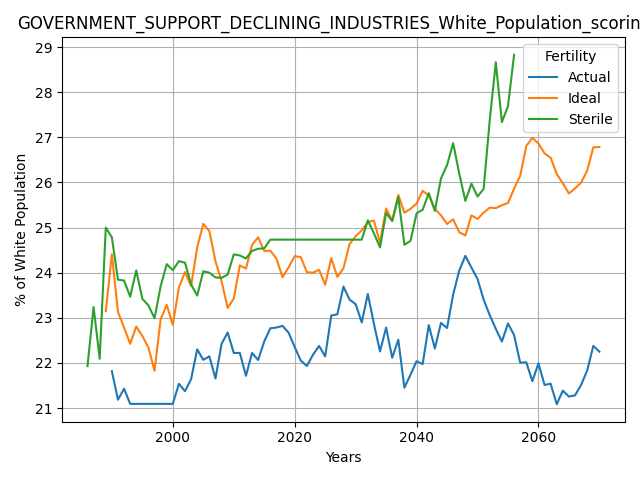 GOVERNMENT_SUPPORT_DECLINING_INDUSTRIES_White_Population_scorin
29
28
27
26
25
24
23
22
21
% of White Population
2000
2020
2040
2060
Years
Fertility
Actual
Ideal
Sterile